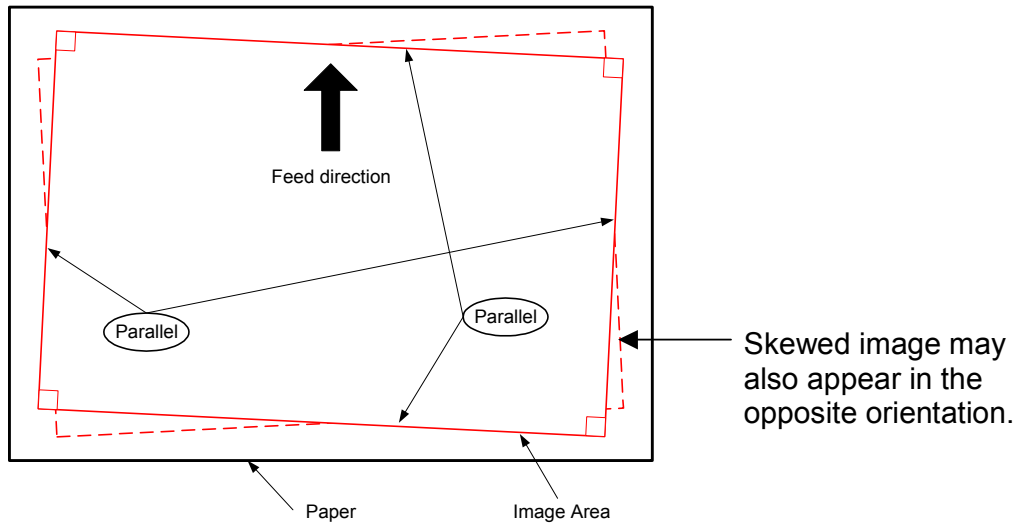 Feed direction
Parallel
Parallel
Skewed image may
also appear in the
opposite orientation.
Paper
Image Area